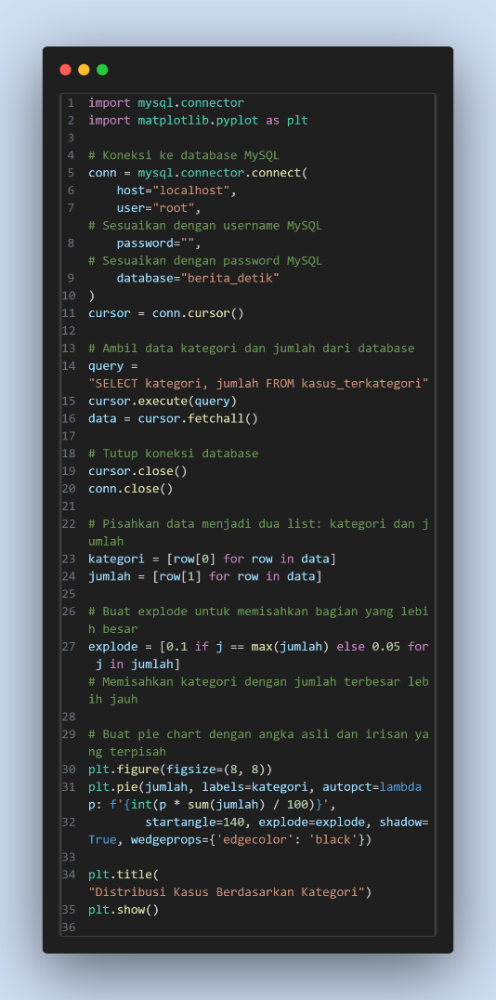 1 import mysql.connector
2 import matplotlib.pyplot as plt
3
4 # Koneksi ke database MySQL
5 conn = mysql.connector.connect(
6     host="localhost",
7     user="root",
# Sesuaikan dengan username MySQL
8     password="",
# Sesuaikan dengan password MySQL
9     database="berita_detik"
10 )
11 cursor = conn.cursor()
12
13 # Ambil data kategori dan jumlah dari database
14 query =
"SELECT kategori, jumlah FROM kasus_terkategori"
15 cursor.execute(query)
16 data = cursor.fetchall()
17
18 # Tutup koneksi database
19 cursor.close()
20 conn.close()
21
22 # Pisahkan data menjadi dua list: kategori dan j
umlah
23 kategori = [row[0] for row in data]
24 jumlah = [row[1] for row in data]
25
26 # Buat explode untuk memisahkan bagian yang lebi
h besar
27 explode = [0.1 if j == max(jumlah) else 0.05 for
 j in jumlah]
# Memisahkan kategori dengan jumlah terbesar leb
ih jauh
28
29 # Buat pie chart dengan angka asli dan irisan ya
ng terpisah
30 plt.figure(figsize=(8, 8))
31 plt.pie(jumlah, labels=kategori, autopct=lambda
p: f'{int(p * sum(jumlah) / 100)}',
32         startangle=140, explode=explode, shadow=
True, wedgeprops={'edgecolor': 'black'})
33
34 plt.title(
"Distribusi Kasus Berdasarkan Kategori")
35 plt.show()
36